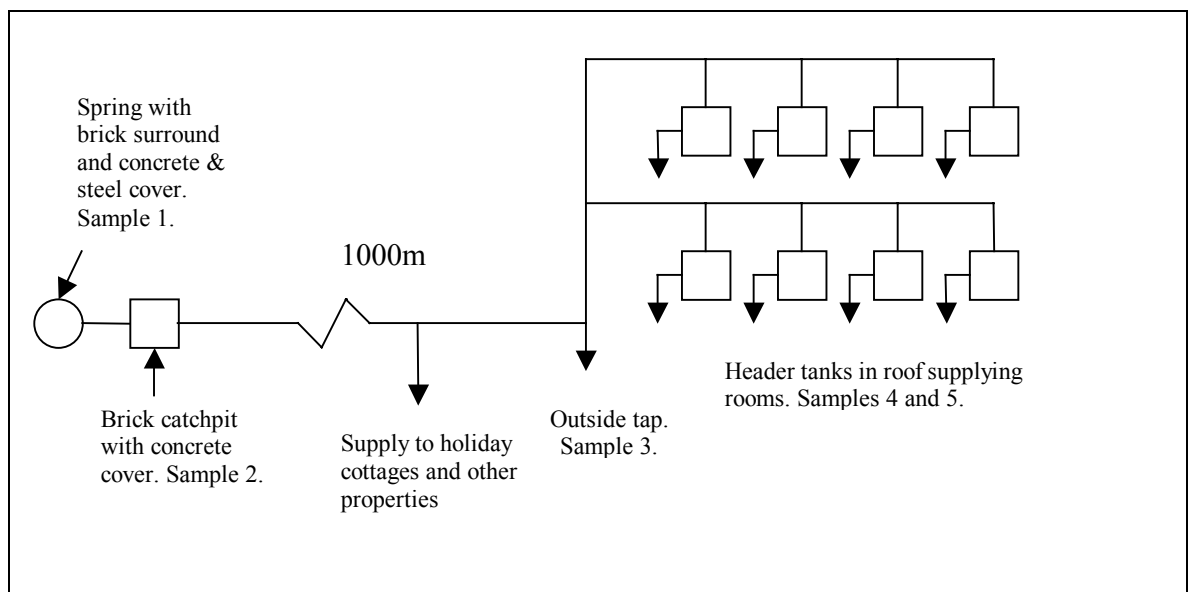 Spring with
brick surround
and concrete &
steel cover.
Sample 1.
1000m
Brick catchpit
with concrete
cover. Sample 2.
Supply to holiday
cottages and other
properties
Outside tap.
Sample 3.
Header tanks in roof supplying
rooms. Samples 4 and 5.